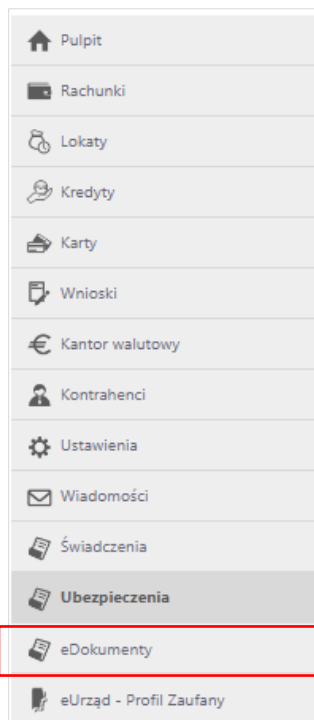 Pulpit
Rachunki
Lokaty
Kredyty
Karty
Wnioski
Kantor walutowy
Kontrahenci
Ustawienia
Wiadomości
Świadczenia
Ubezpieczenia
eDokumenty
eUrząd - Profil Zaufany